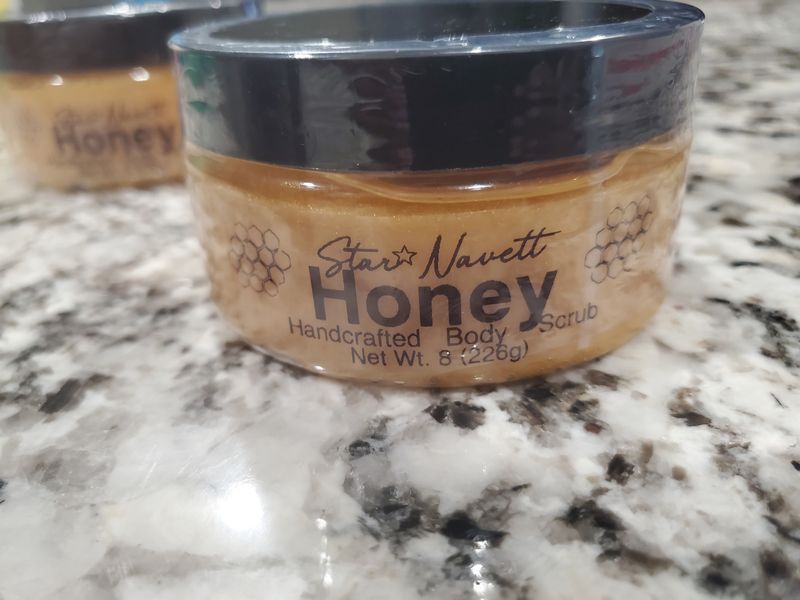 Star Navett
Honey
Handcrafted Body Scrub
Net Wt. 8 (226g)
Star Navett
Honey